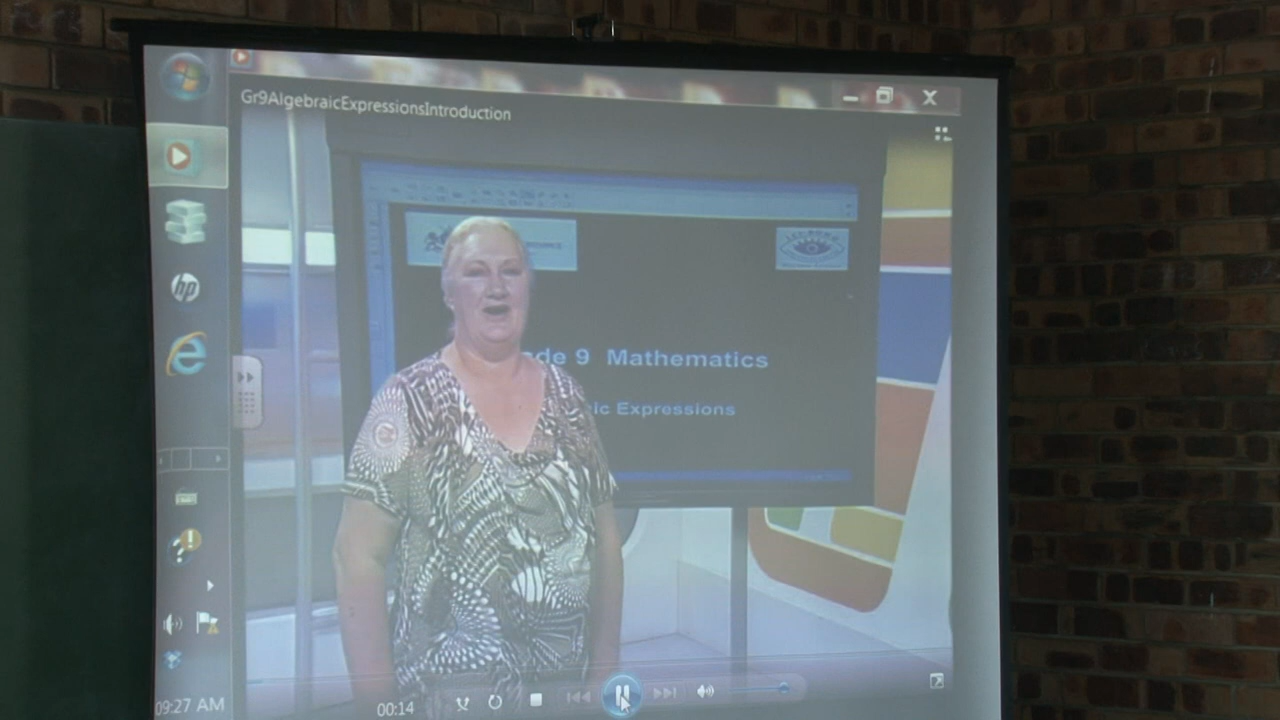 Gr9AlgebraicExpressionsIntroduction
hp
ade 9 Mathematics
ic Expressions
09:27 AM
00:14